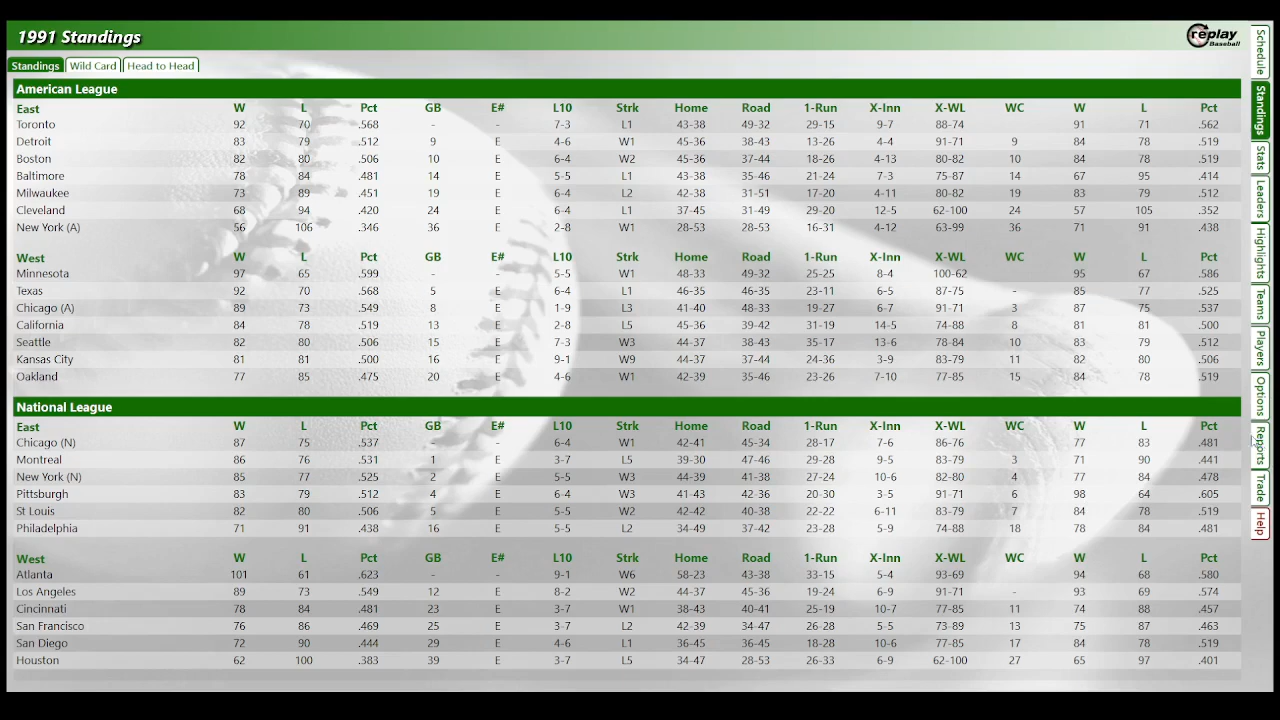 1991 Standings
replay
Baseball
Standings Wild Card Head to Head
American League
East W L Pct GB E# L10 Strk Home Road 1-Run X-Inn X-WL WC W L Pct
Toronto 92 70 .568 - - 7-3 L1 43-38 49-32 29-15 9-7 88-74 91 71 .562
Detroit 83 79 .512 9 E 4-6 W1 45-36 38-43 13-26 4-4 91-71 9 84 78 .519
Boston 82 80 .506 10 E 6-4 W2 45-36 37-44 18-26 4-13 80-82 10 84 78 .519
Baltimore 78 84 .481 14 E 5-5 L1 43-38 35-46 21-24 7-3 75-87 14 67 95 .414
Milwaukee 73 89 .451 19 E 6-4 L2 42-38 31-51 17-20 4-11 80-82 19 83 79 .512
Cleveland 68 94 .420 24 E 6-4 L1 37-45 31-49 29-20 12-5 62-100 24 57 105 .352
New York (A) 56 106 .346 36 E 2-8 W1 28-53 28-53 16-31 4-12 63-99 36 71 91 .438
West W L Pct GB E# L10 Strk Home Road 1-Run X-Inn X-WL WC W L Pct
Minnesota 97 65 .599 - - 5-5 W1 48-33 49-32 25-25 8-4 100-62 95 67 .586
Texas 92 70 .568 5 E 6-4 L1 46-35 46-35 23-11 6-5 87-75 - 85 77 .525
Chicago (A) 89 73 .549 8 E 1-9 L3 41-40 48-33 19-27 6-7 91-71 3 87 75 .537
California 84 78 .519 13 E 2-8 L5 45-36 39-42 31-19 14-5 74-88 8 81 81 .500
Seattle 82 80 .506 15 E 7-3 W2 44-37 38-43 35-17 13-6 78-84 10 83 79 .512
Kansas City 81 81 .500 16 E 9-1 W9 44-37 37-44 24-36 3-9 83-79 11 82 80 .506
Oakland 77 85 .475 20 E 4-6 W1 42-39 35-46 23-26 7-10 77-85 15 84 78 .519
National League
East W L Pct GB E# L10 Strk Home Road 1-Run X-Inn X-WL WC W L Pct
Chicago (N) 87 75 .537 - - 6-4 W1 42-41 45-34 28-17 7-6 86-76 77 83 .481
Montreal 86 76 .531 1 E 3-7 L5 39-30 47-46 29-28 9-5 83-79 3 71 90 .441
New York (N) 85 77 .525 2 E 5-5 W3 44-39 41-38 27-24 10-6 82-80 4 77 84 .478
Pittsburgh 83 79 .512 4 E 6-4 W3 41-43 42-36 20-30 3-5 91-71 6 98 64 .605
St Louis 82 80 .506 5 E 5-5 W2 42-42 40-38 22-22 6-11 83-79 7 84 78 .519
Philadelphia 71 91 .438 16 E 5-5 L2 34-49 37-42 23-28 5-9 74-88 18 78 84 .481
West W L Pct GB E# L10 Strk Home Road 1-Run X-Inn X-WL WC W L Pct
Atlanta 101 61 .623 - - 9-1 W6 58-23 43-38 33-15 5-4 93-69 94 68 .580
Los Angeles 89 73 .549 12 E 8-2 W2 44-37 45-36 19-24 6-9 91-71 - 93 69 .574
Cincinnati 78 84 .481 23 E 3-7 W1 38-43 40-41 25-19 10-7 77-85 11 74 88 .457
San Francisco 76 86 .469 25 E 3-7 L2 42-39 34-47 26-28 5-5 73-89 13 75 87 .463
San Diego 72 90 .444 29 E 4-6 L1 36-45 36-45 18-28 10-6 77-85 17 84 78 .519
Houston 62 100 .383 39 E 3-7 L5 34-47 28-53 26-33 6-9 62-100 27 65 97 .401
Schedule
Standings
Stats
Leaders
Highlights
Teams
Players
Options
Reports
Trade
Help